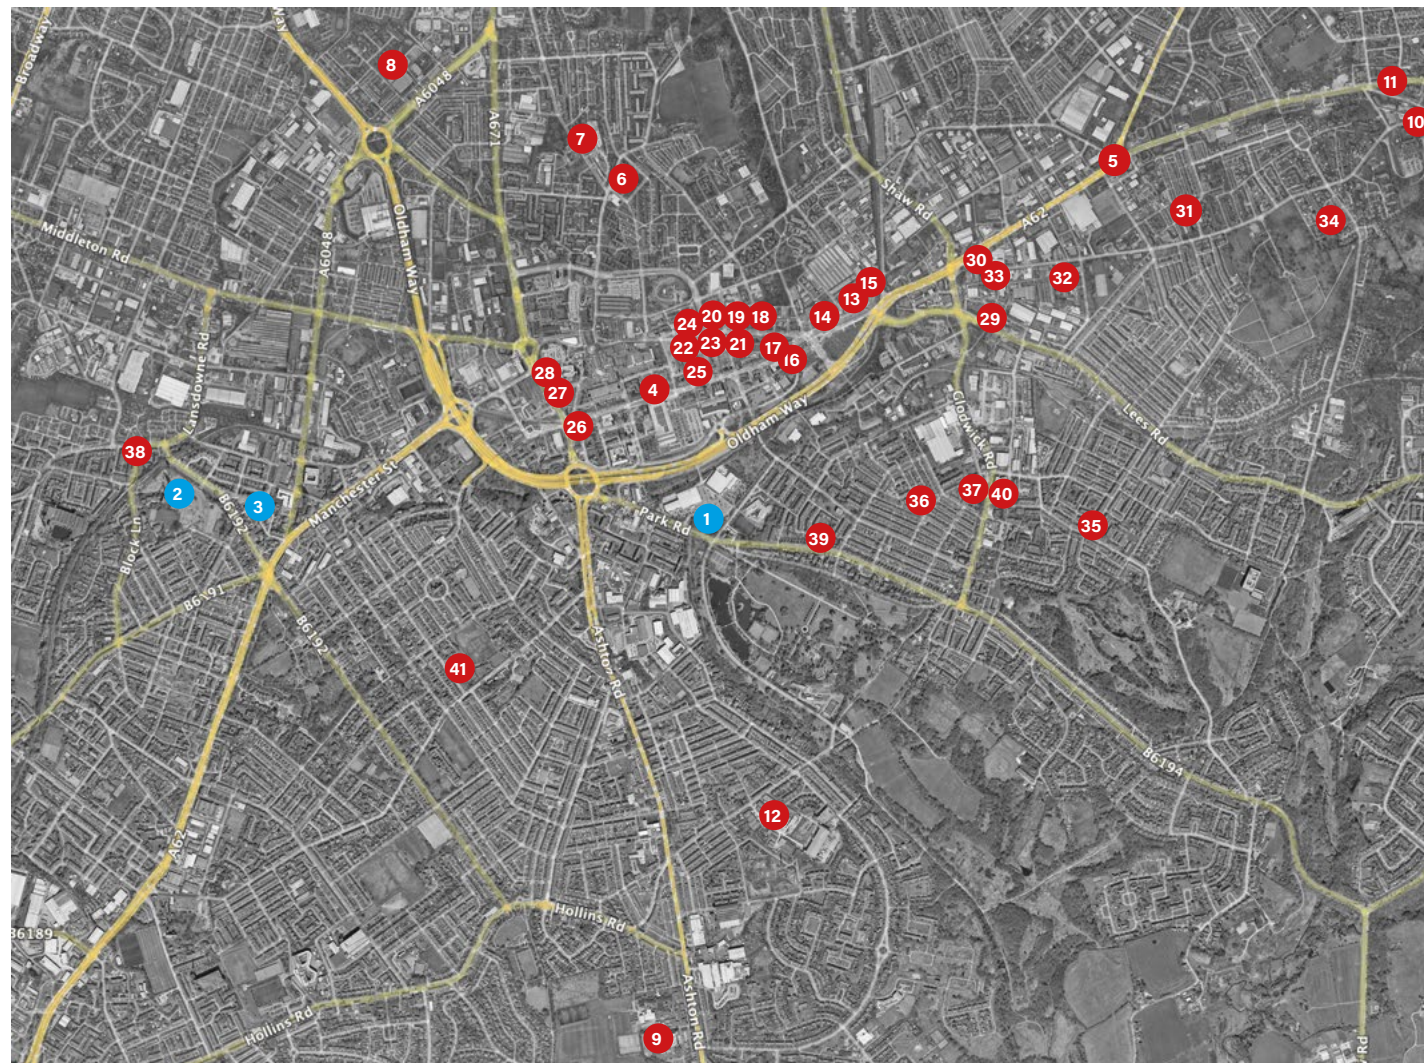 Way
Broadway
8
A6048
11
A671
10
7
5
6
Shaw Rd
31
A62
34
Oldham Way
Middleton Rd
A6048
30
33
32
15
13
14
20
19
18
24
29
23
21
22
17
16
28
25
27
4
Lansdowne Rd
26
Oldham Way
Glodwick Rd
Lees Rd
38
2
3
B6192
Manchester St
1
Park Rd
36
37
40
35
39
Block Ln
B6191
B6192
Ashton Rd
41
B6194
12
A62
Hollins Rd
B6189
Ashton Rd
Hollins Rd
9
Rd